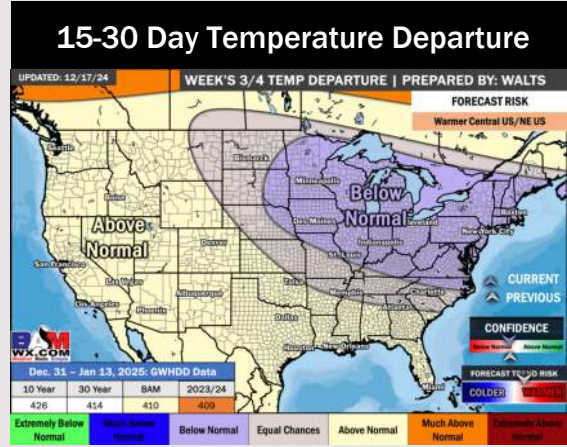 15-30 Day Temperature Departure
UPDATED: 12/17/24
WEEK'S 3/4 TEMP DEPARTURE | PREPARED BY: WALTS
FORECAST RISK
Warmer Central US/NE US
Seattle
Bismarck
Minneapolis
Below
Normal
Boise
Above
Normal
Des Moines
Cleveland
Boston
New York City
Denver
Indianapolis
San Francisco
St. Louis
Las Vegas
Tulsa
Memphis
Charlotte
CURRENT
PREVIOUS
Los Angeles
Albuquerque
Phoenix
Atlanta
Dallas
CONFIDENCE
Below Normal
Above Normal
BAM
WX.COM
Houston
New Orleans
Miami
FORECAST TREND RISK
COLDER
WARMER
Dec. 31 – Jan 13, 2025: GWHDD Data
10 Year 30 Year BAM 2023/24
426 414 410 409
Extremely Below
Normal
Much Below
Normal
Below Normal
Equal Chances
Above Normal
Much Above
Normal
Extremely Above
Normal